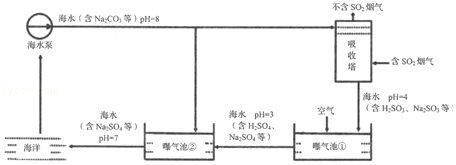 不含SO₂烟气
海水（含Na₂CO₃等）pH=8
海水泵
吸收塔
含SO₂烟气
海水 pH=4
（含H₂SO₃、Na₂SO₃等）
空气
海水 pH=3
（含H₂SO₄、
Na₂SO₄等）
海水
（含Na₂SO₄等）
pH=7
海洋
曝气池②
曝气池①